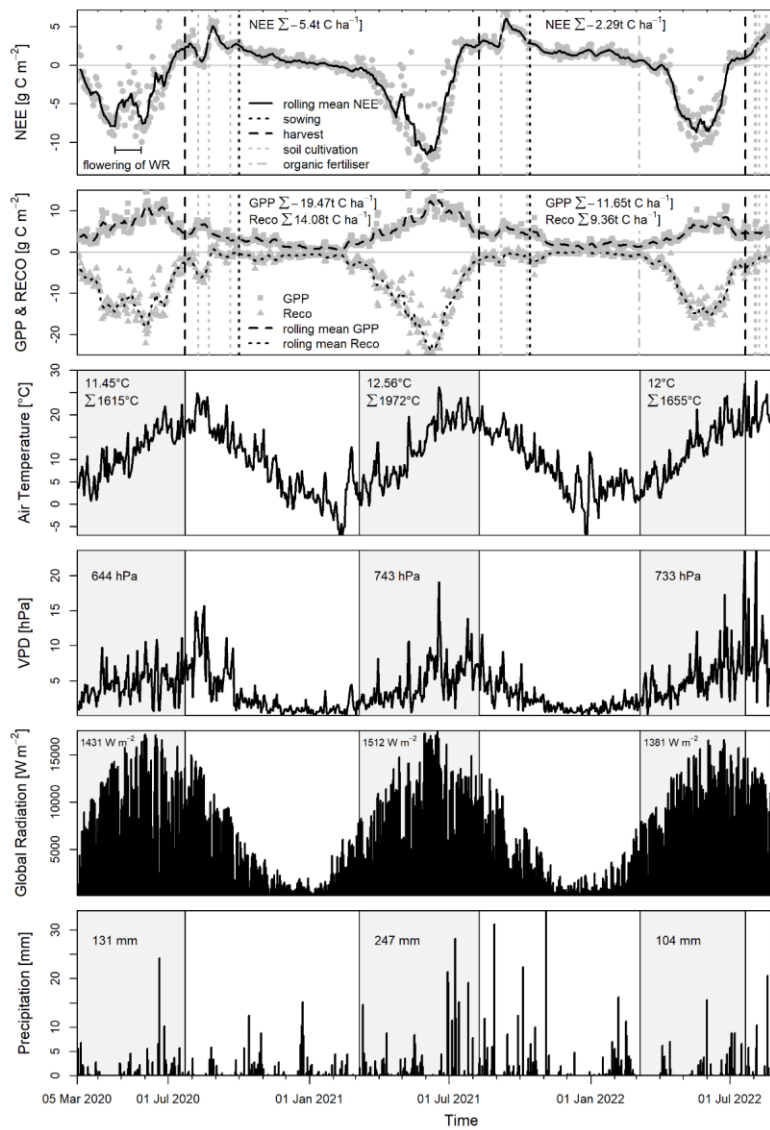 NEE Σ−5.4t C ha⁻¹]
NEE Σ−2.29t C ha⁻¹]
NEE [g C m⁻²]
5
0
-5
-10
rolling mean NEE
sowing
harvest
soil cultivation
organic fertiliser
flowering of WR
GPP Σ−19.47t C ha⁻¹]
Reco Σ14.08t C ha⁻¹]
GPP Σ−11.65t C ha⁻¹]
Reco Σ9.36t C ha⁻¹]
GPP & RECO [g C m⁻²]
10
0
-10
-20
GPP
Reco
rolling mean GPP
roling mean Reco
Air Temperature [°C]
30
20
10
5
0
-5
11.45°C
Σ1615°C
12.56°C
Σ1972°C
12°C
Σ1655°C
VPD [hPa]
20
15
10
5
644 hPa
743 hPa
733 hPa
Global Radiation [W m⁻²]
15000
10000
5000
1431 W m⁻²
1512 W m⁻²
1381 W m⁻²
Precipitation [mm]
30
20
10
5
0
131 mm
247 mm
104 mm
05 Mar 2020
01 Jul 2020
01 Jan 2021
01 Jul 2021
01 Jan 2022
01 Jul 2022
Time